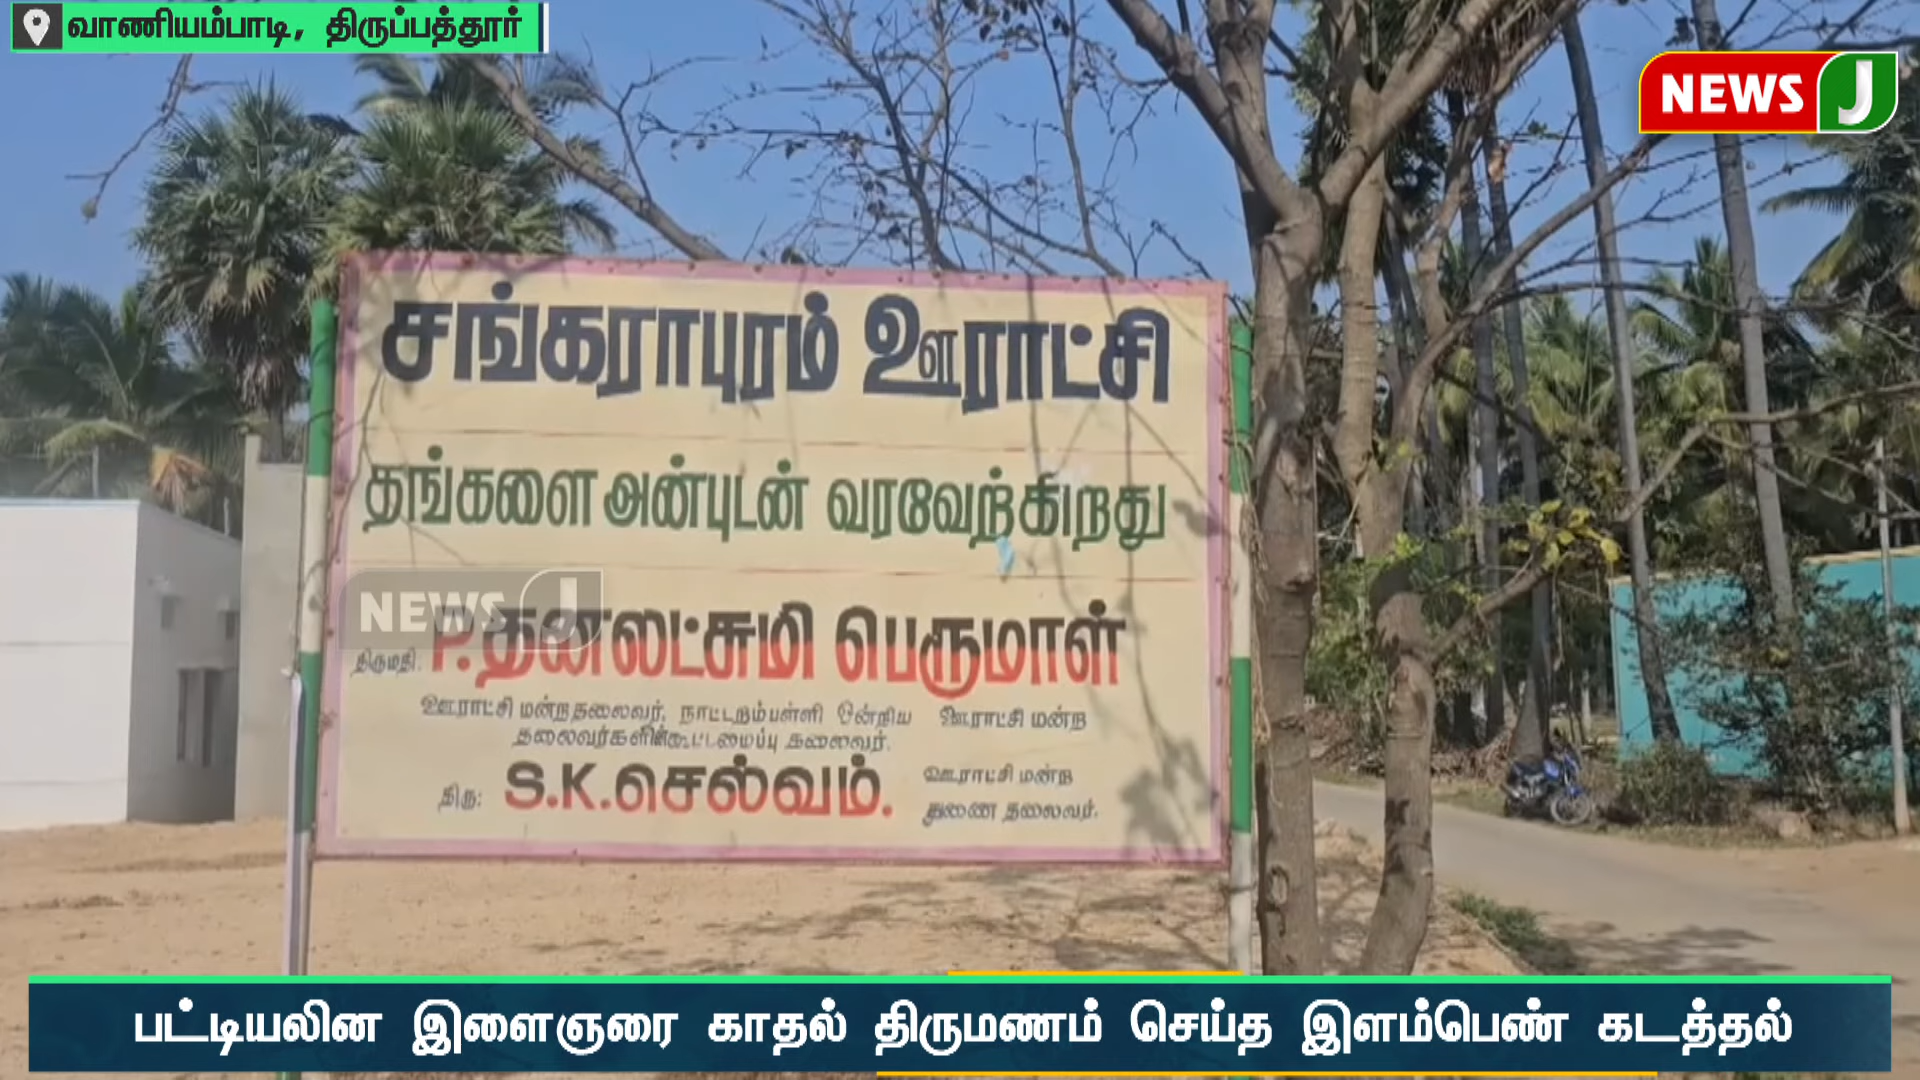 வாணியம்பாடி, திருப்பத்தூர்
NEWS J
சங்கராபுரம் ஊராட்சி
தங்களை அன்புடன் வரவேற்கிறது
NEWS J
திருமதி. P.தனலட்சுமி பெருமாள்
ஊராட்சி மன்றதலைவர், நாட்டறம்பள்ளி ஒன்றிய ஊராட்சி மன்ற
தலைவர்களின்கூட்டமைப்பு தலைவர்.
திரு: S.K.செல்வம். ஊராட்சி மன்ற
துணை தலைவர்.
பட்டியலின இளைஞரை காதல் திருமணம் செய்த இளம்பெண் கடத்தல்